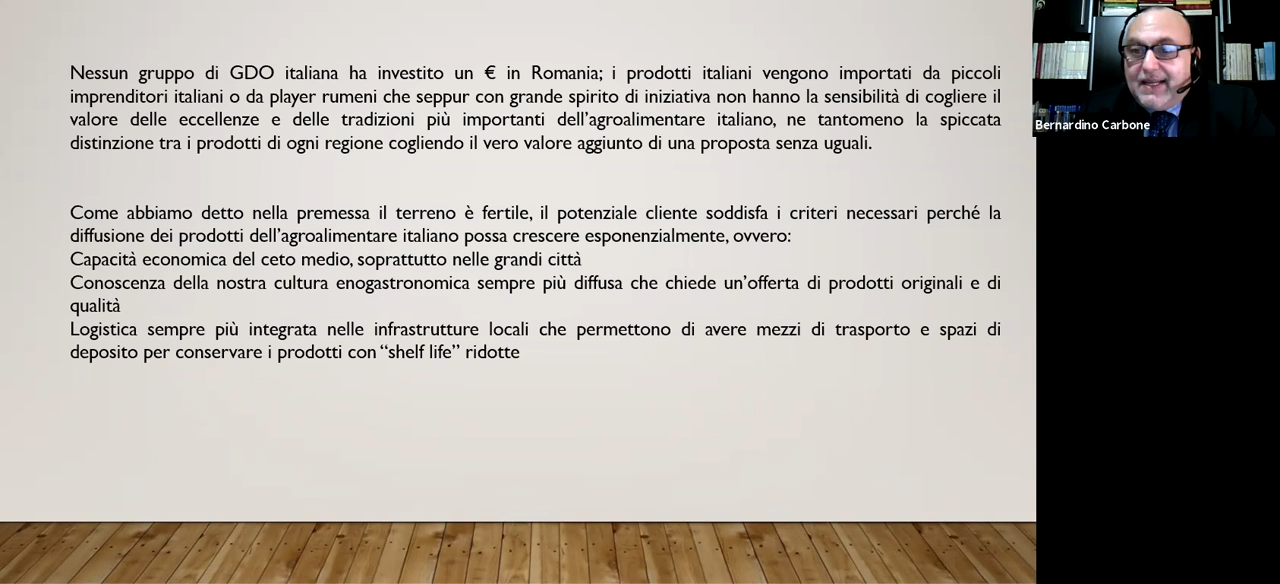 Nessun gruppo di GDO italiana ha investito un € in Romania; i prodotti italiani vengono importati da piccoli
imprenditori italiani o da player rumeni che seppur con grande spirito di iniziativa non hanno la sensibilità di cogliere il
valore delle eccellenze e delle tradizioni più importanti dell’agroalimentare italiano, ne tantomeno la spiccata
distinzione tra i prodotti di ogni regione cogliendo il vero valore aggiunto di una proposta senza uguali.
Come abbiamo detto nella premessa il terreno è fertile, il potenziale cliente soddisfa i criteri necessari perché la
diffusione dei prodotti dell’agroalimentare italiano possa crescere esponenzialmente, ovvero:
Capacità economica del ceto medio, soprattutto nelle grandi città
Conoscenza della nostra cultura enogastronomica sempre più diffusa che chiede un’offerta di prodotti originali e di
qualità
Logistica sempre più integrata nelle infrastrutture locali che permettono di avere mezzi di trasporto e spazi di
deposito per conservare i prodotti con “shelf life” ridotte
Bernardino Carbone